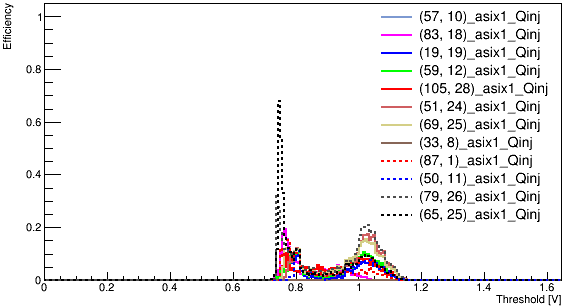 Efficiency
1
0.8
0.6
0.4
0.2
0
0 0.2 0.4 0.6 0.8 1 1.2 1.4 1.6
Threshold [V]
(57, 10)_asix1_Qinj
(83, 18)_asix1_Qinj
(19, 19)_asix1_Qinj
(59, 12)_asix1_Qinj
(105, 28)_asix1_Qinj
(51, 24)_asix1_Qinj
(69, 25)_asix1_Qinj
(33, 8)_asix1_Qinj
(87, 1)_asix1_Qinj
(50, 11)_asix1_Qinj
(79, 26)_asix1_Qinj
(65, 25)_asix1_Qinj